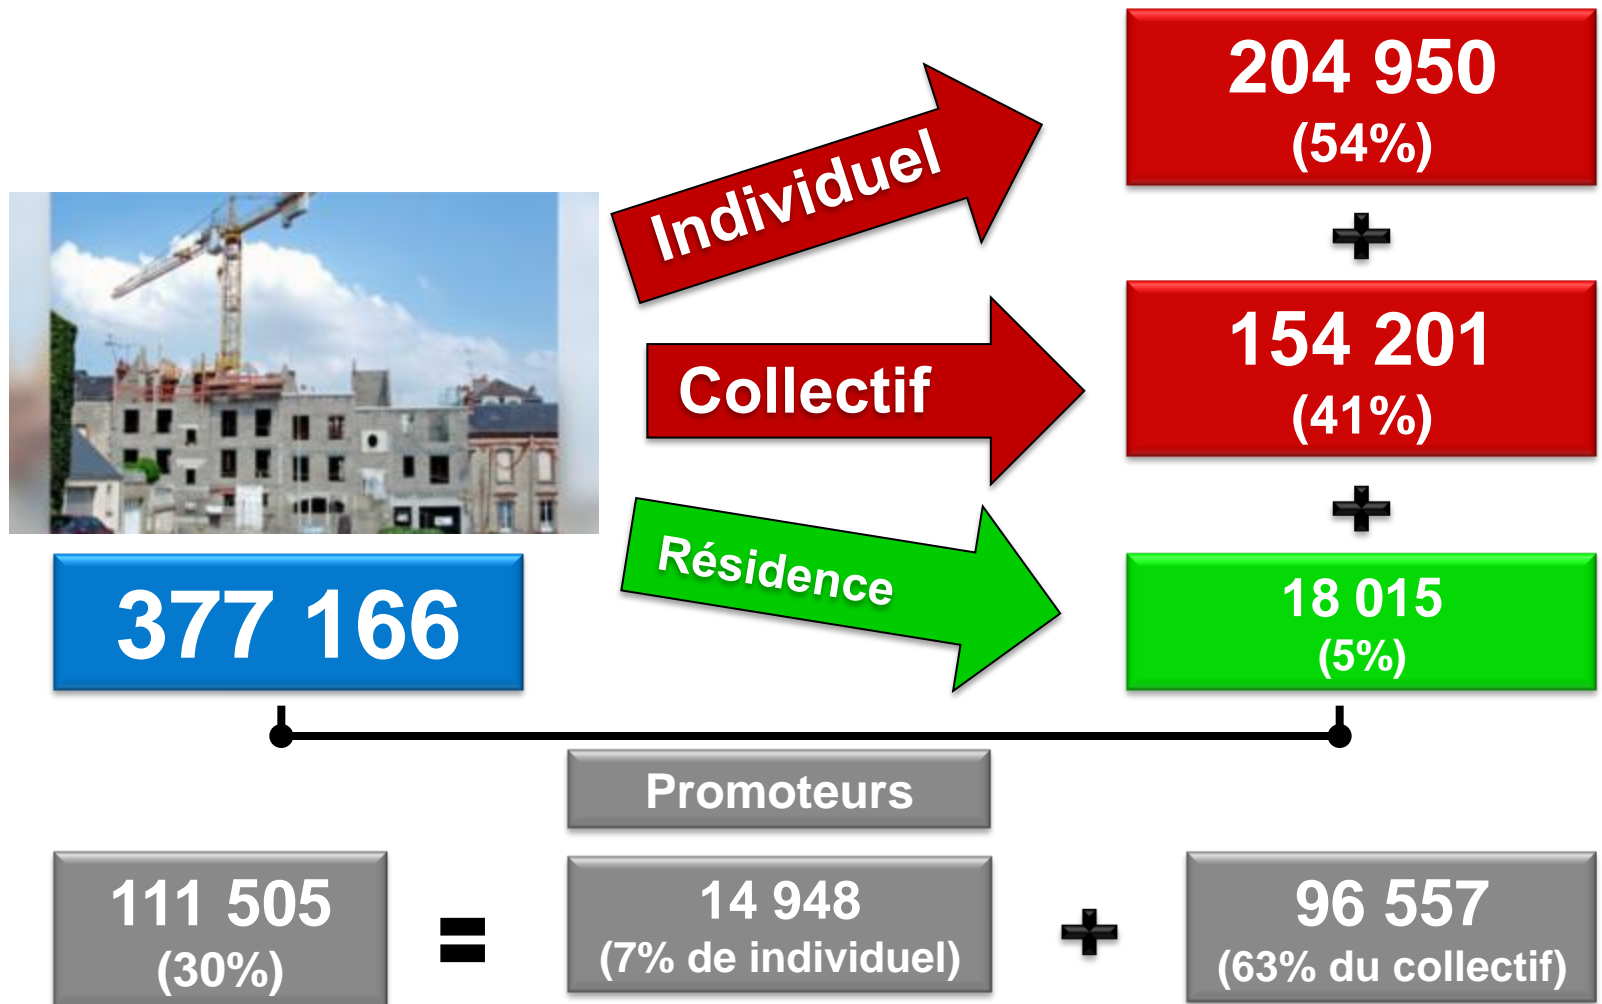 204 950
(54%)
Individuel
Collectif
154 201
(41%)
Résidence
18 015
(5%)
377 166
Promoteurs
111 505
(30%)
=
14 948
(7% de individuel)
+
96 557
(63% du collectif)